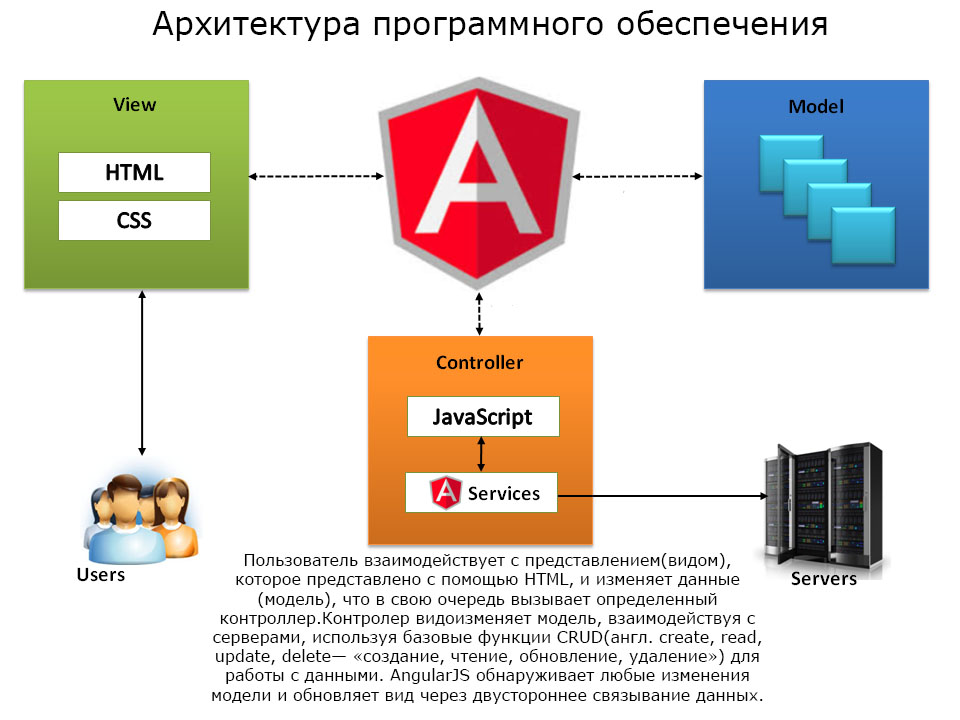 Архитектура программного обеспечения
View
HTML
CSS
Model
Controller
JavaScript
Services
Users
Servers
Пользователь взаимодействует с представлением(видом),
которое представлено с помощью HTML, и изменяет данные
(модель), что в свою очередь вызывает определенный
контроллер.Контролер видоизменяет модель, взаимодействуя с
серверами, используя базовые функции CRUD(англ. create, read,
update, delete— «создание, чтение, обновление, удаление») для
работы с данными. AngularJS обнаруживает любые изменения
модели и обновляет вид через двустороннее связывание данных.